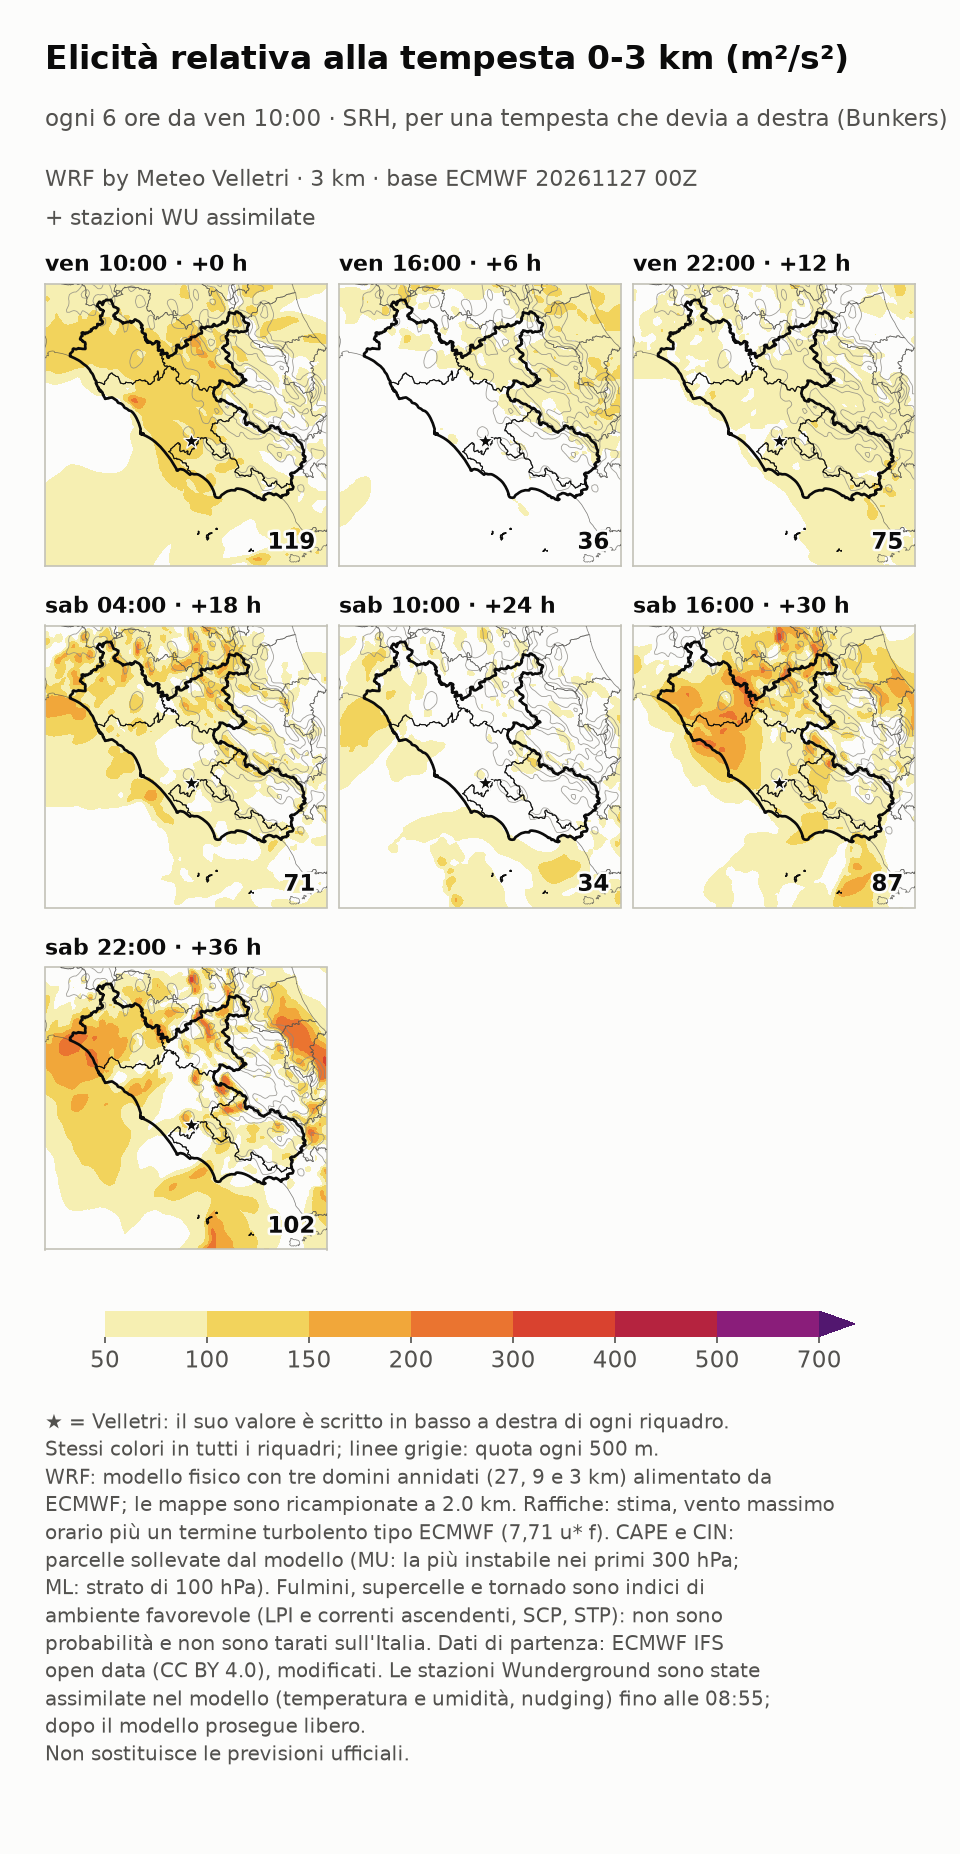 Elicità relativa alla tempesta 0-3 km (m²/s²)
ogni 6 ore da ven 10:00 · SRH, per una tempesta che devia a destra (Bunkers)
WRF by Meteo Velletri · 3 km · base ECMWF 20261127 00Z
+ stazioni WU assimilate
ven 10:00 · +0 h
ven 16:00 · +6 h
ven 22:00 · +12 h
119
36
75
sab 04:00 · +18 h
sab 10:00 · +24 h
sab 16:00 · +30 h
71
34
87
sab 22:00 · +36 h
102
50 100 150 200 300 400 500 700
★ = Velletri: il suo valore è scritto in basso a destra di ogni riquadro.
Stessi colori in tutti i riquadri; linee grigie: quota ogni 500 m.
WRF: modello fisico con tre domini annidati (27, 9 e 3 km) alimentato da
ECMWF; le mappe sono ricampionate a 2.0 km. Raffiche: stima, vento massimo
orario più un termine turbolento tipo ECMWF (7,71 u* f). CAPE e CIN:
parcelle sollevate dal modello (MU: la più instabile nei primi 300 hPa;
ML: strato di 100 hPa). Fulmini, supercelle e tornado sono indici di
ambiente favorevole (LPI e correnti ascendenti, SCP, STP): non sono
probabilità e non sono tarati sull'Italia. Dati di partenza: ECMWF IFS
open data (CC BY 4.0), modificati. Le stazioni Wunderground sono state
assimilate nel modello (temperatura e umidità, nudging) fino alle 08:55;
dopo il modello prosegue libero.
Non sostituisce le previsioni ufficiali.